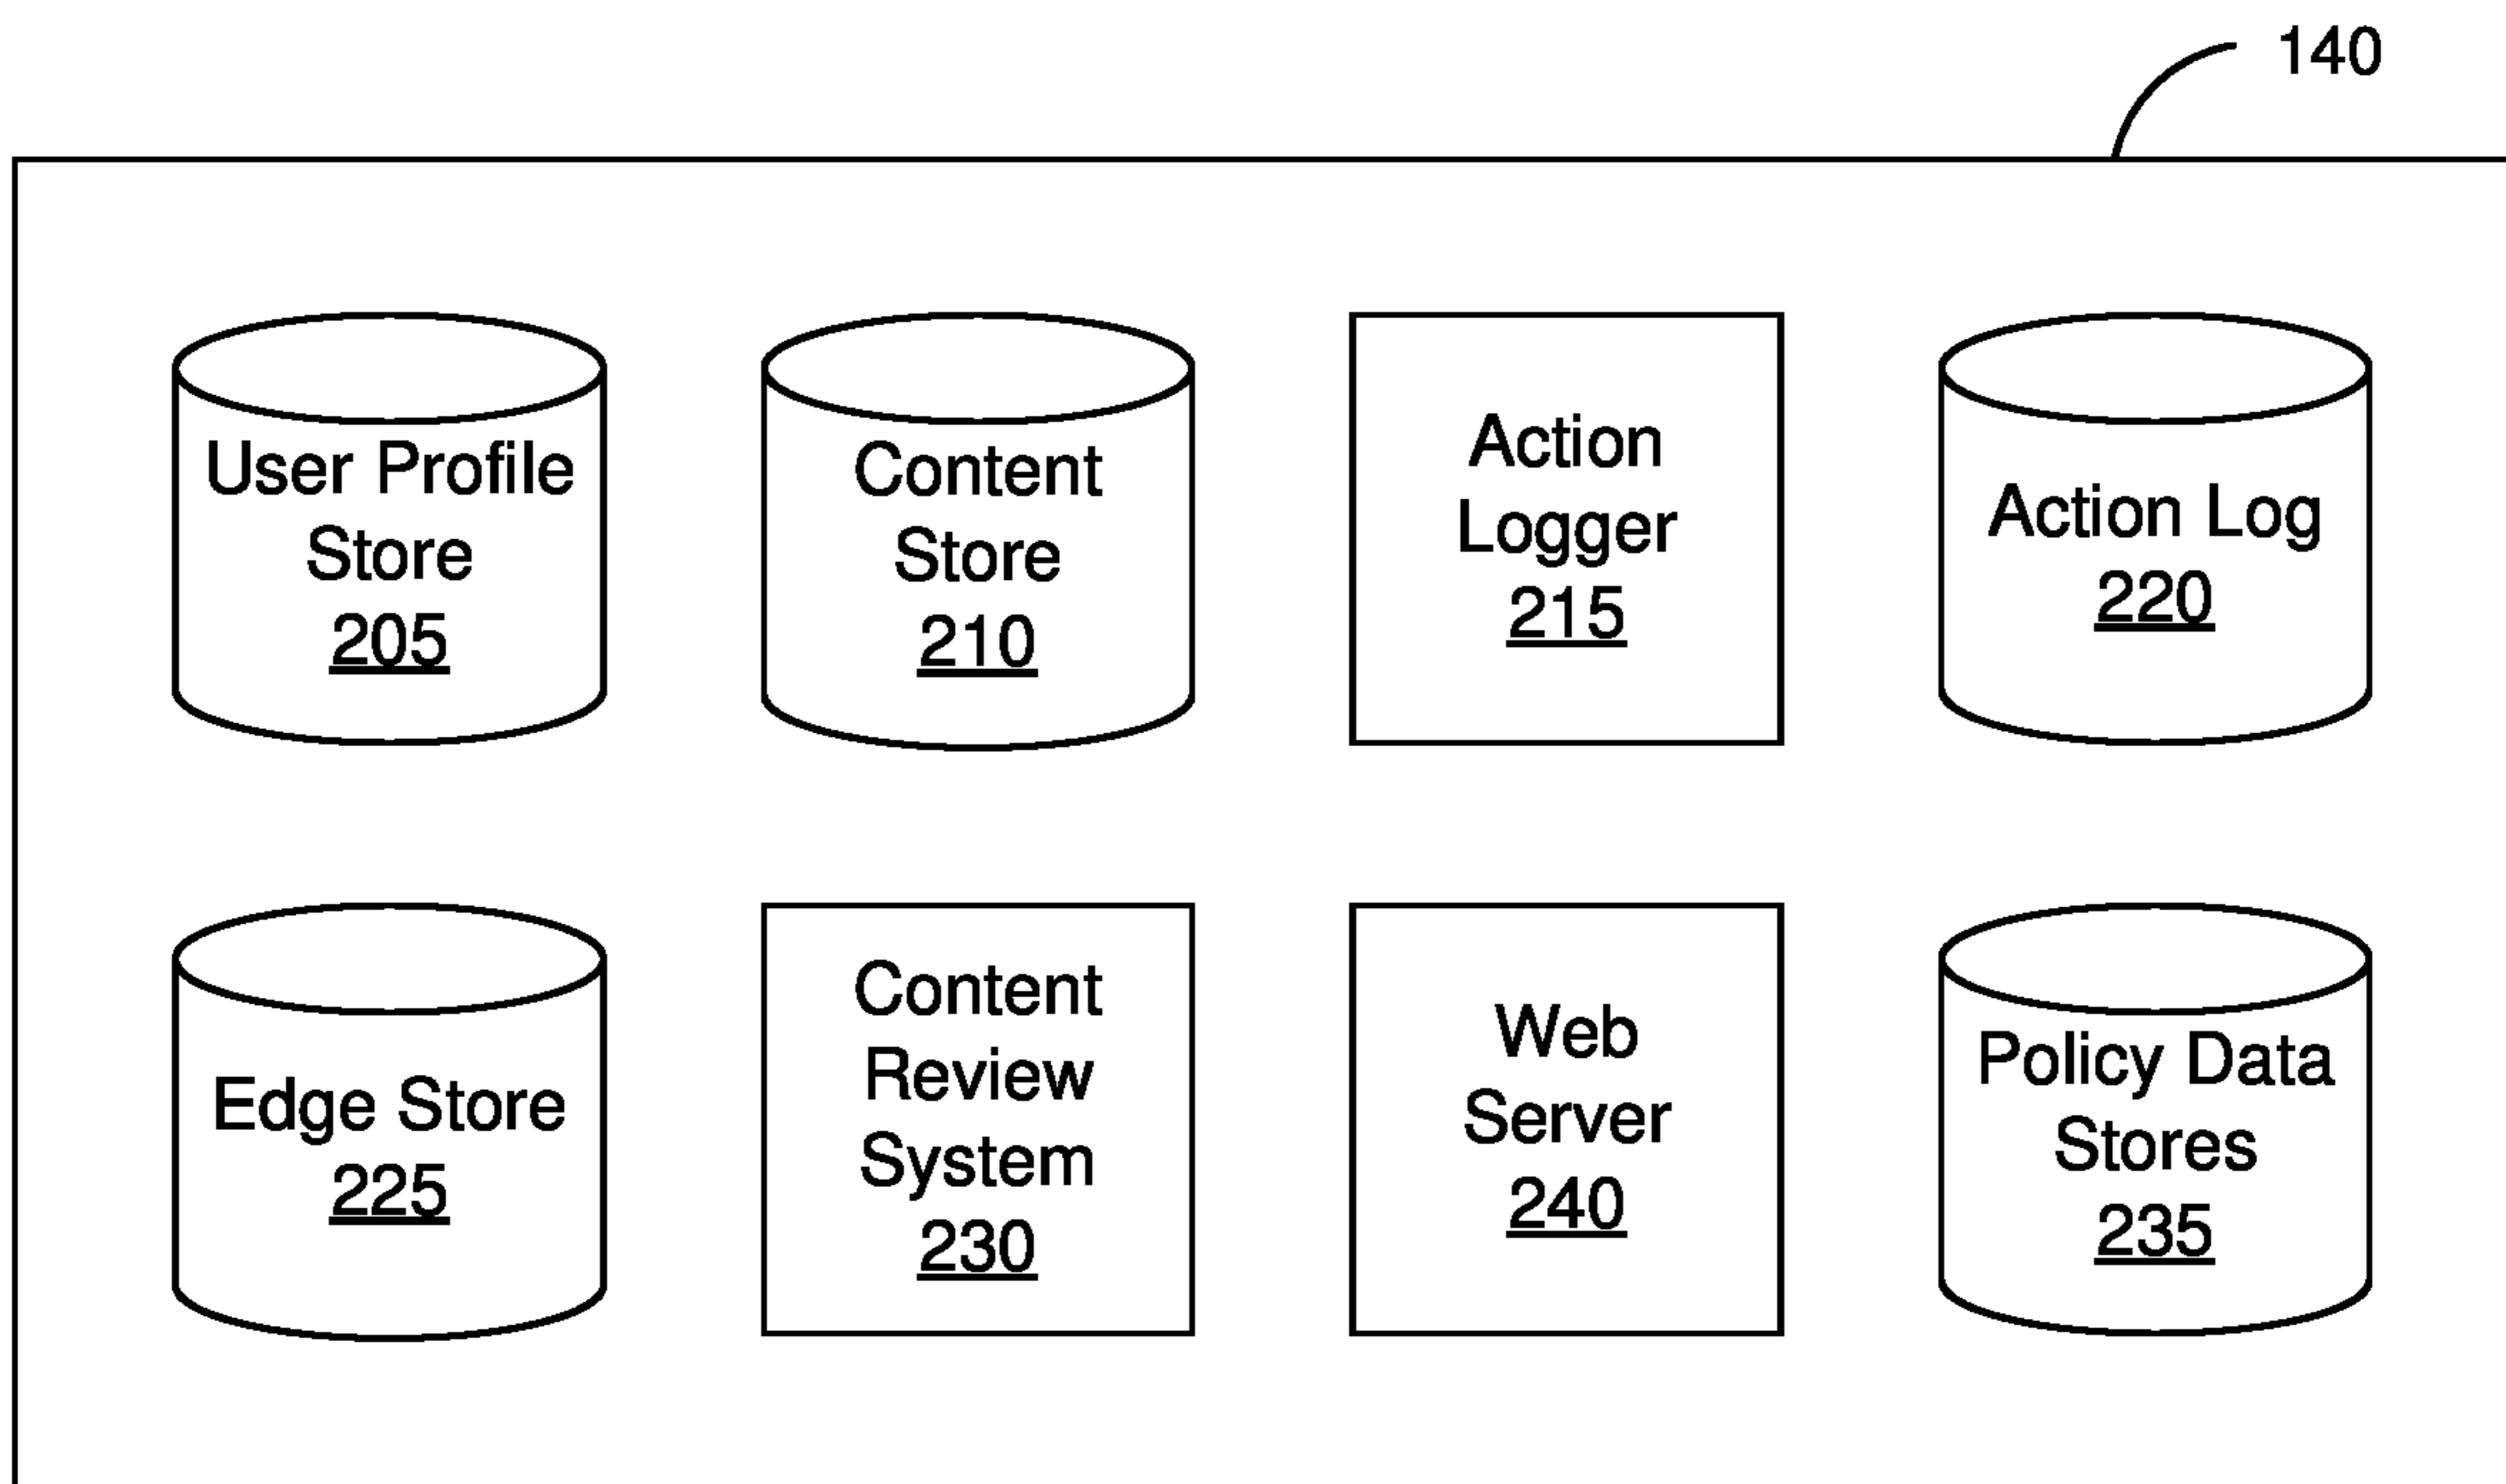 140
User Profile
Store
205
Content
Store
210
Action
Logger
215
Action Log
220
Edge Store
225
Content
Review
System
230
Web
Server
240
Policy Data
Stores
235